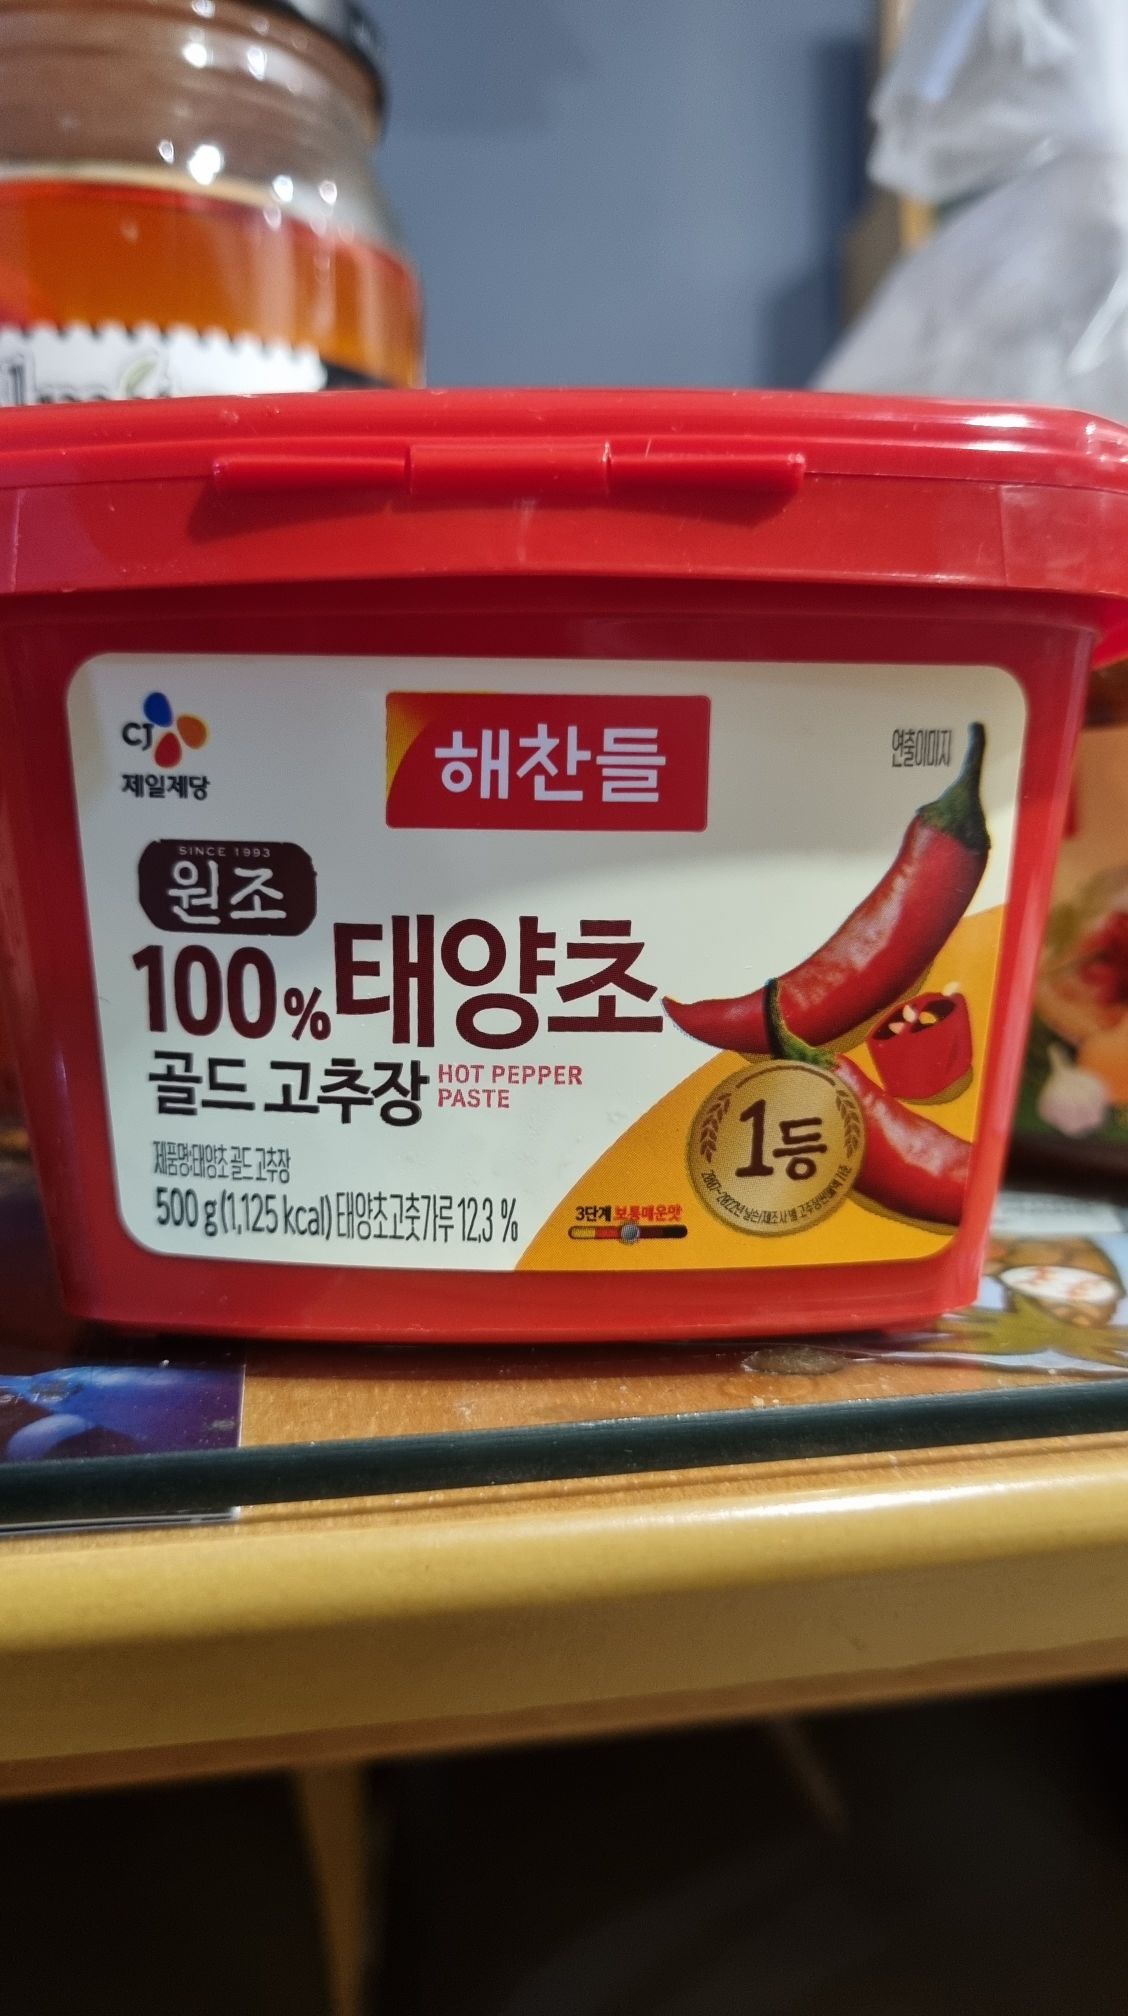 CJ
제일제당
해찬들
연출이미지
SINCE 1993
원조
100% 태양초
골드 고추장
HOT PEPPER
PASTE
제품명:태양초골드고추장
500 g (1,125 kcal) 태양초고춧가루 12.3 %
3단계 보통매운맛
1등